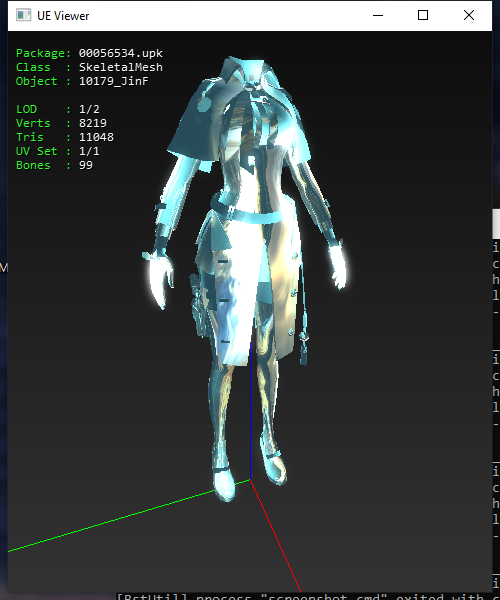 UE Viewer
Package: 00056534.upk
Class : SkeletalMesh
Object : 10179_JinF
LOD : 1/2
Verts : 8219
Tris : 11048
UV Set : 1/1
Bones : 99
M
i
c
h
l
-
i
c
h
l
-
i
c
h
l
-
i
[BstUtil] process "screenshot.cmd" exited with c